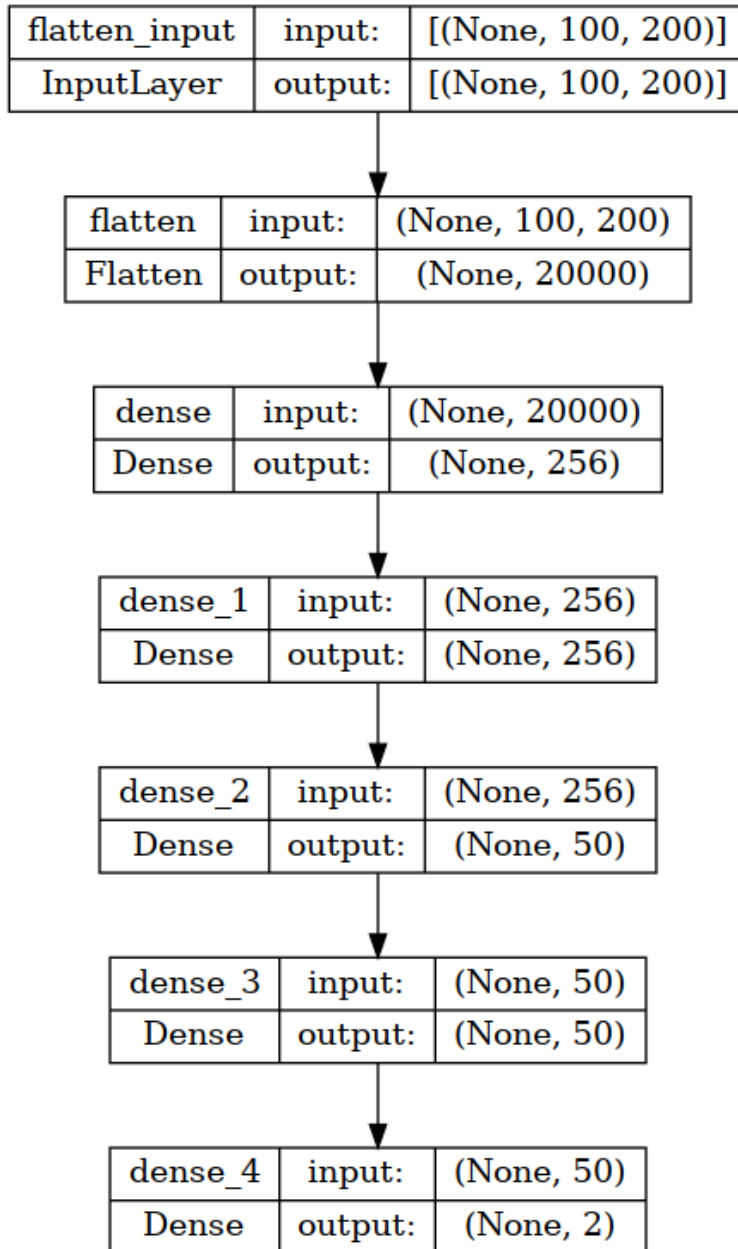 flatten_input input: [(None, 100, 200)]
InputLayer output: [(None, 100, 200)]
flatten input: (None, 100, 200)
Flatten output: (None, 20000)
dense input: (None, 20000)
Dense output: (None, 256)
dense_1 input: (None, 256)
Dense output: (None, 256)
dense_2 input: (None, 256)
Dense output: (None, 50)
dense_3 input: (None, 50)
Dense output: (None, 50)
dense_4 input: (None, 50)
Dense output: (None, 2)